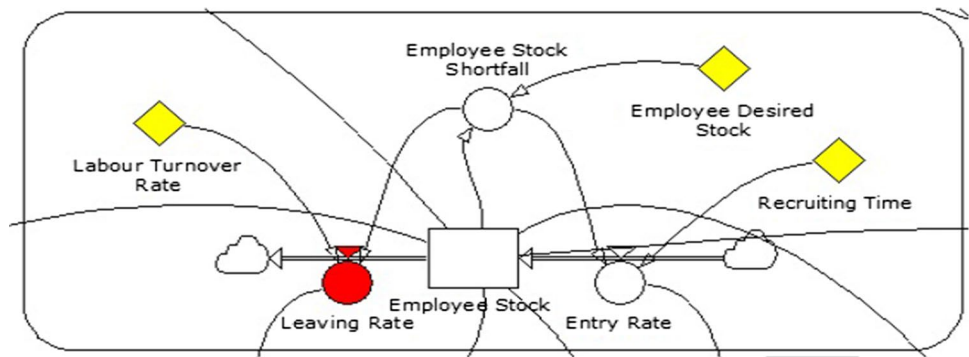 Employee Stock
Shortfall
Employee Desired
Stock
Labour Turnover
Rate
Recruiting Time
Employee Stock
Leaving Rate
Entry Rate